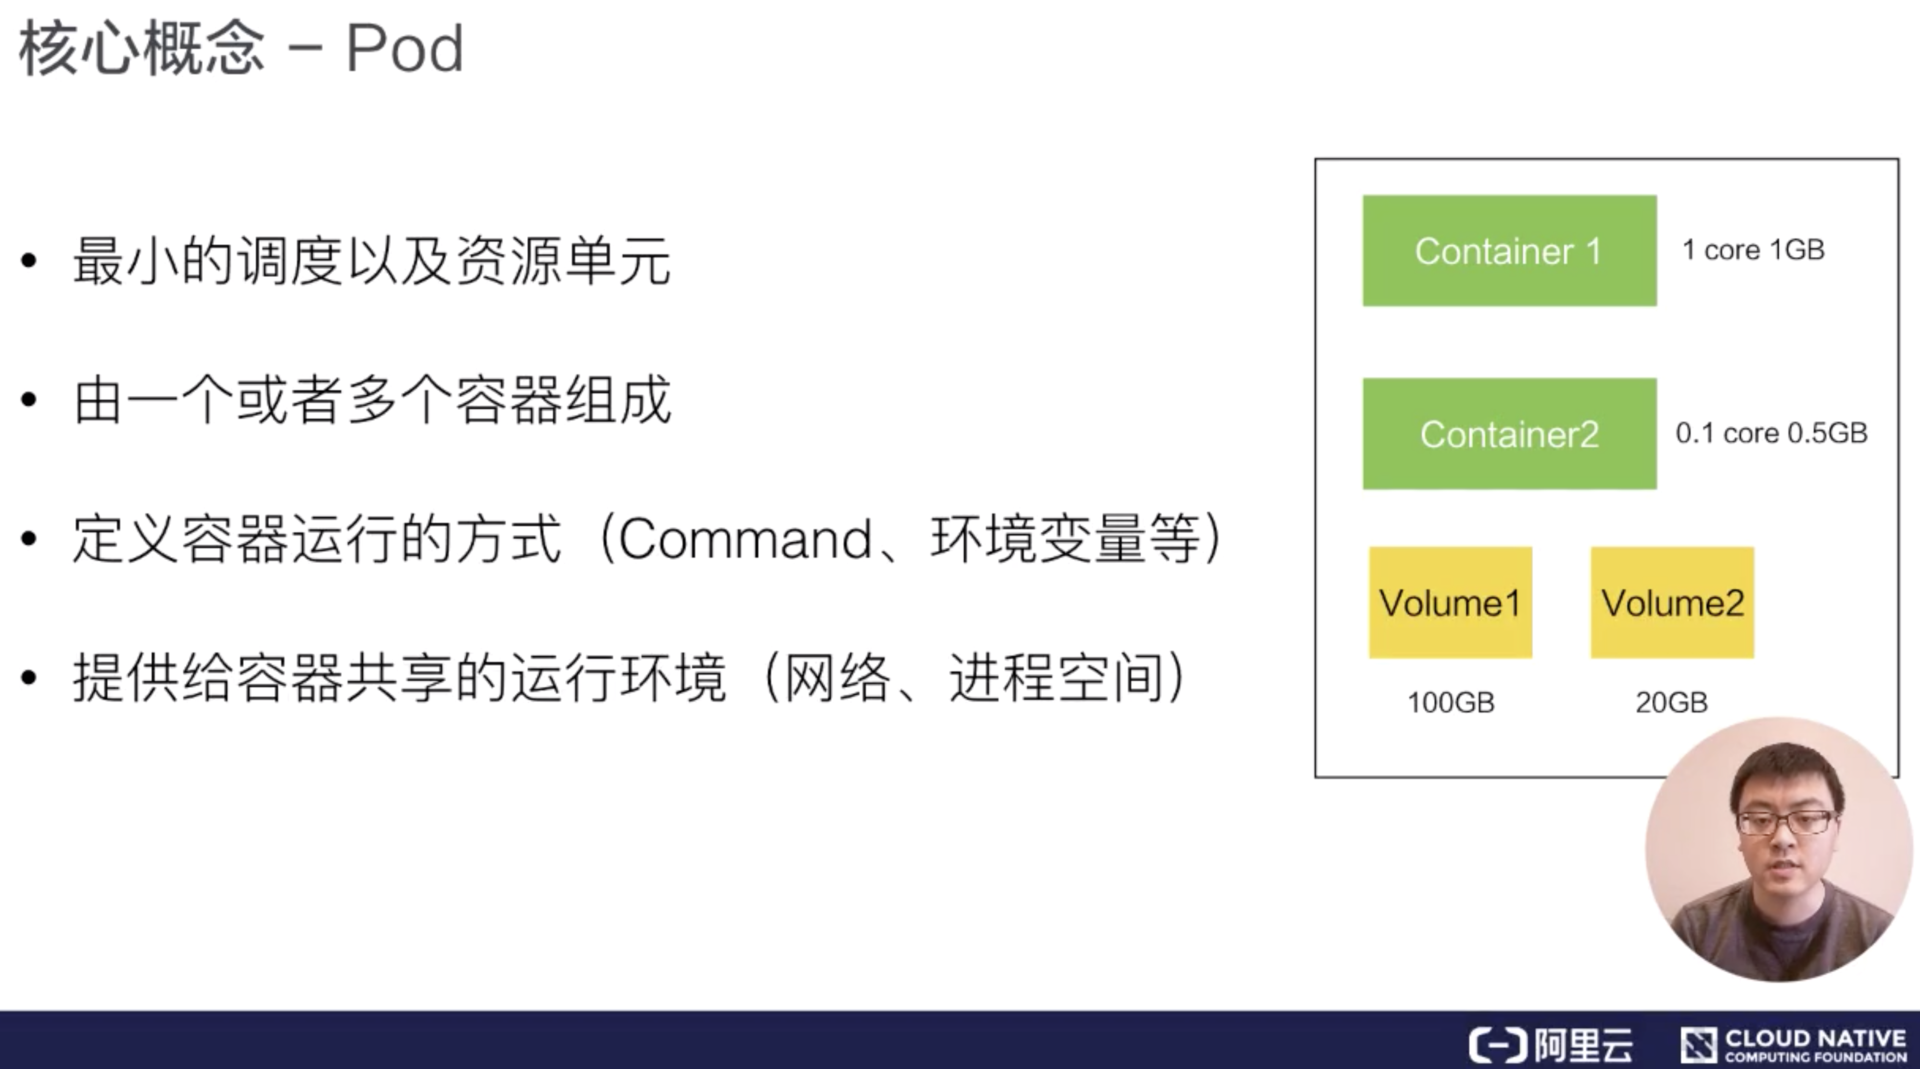 核心概念 – Pod
• 最小的调度以及资源单元
• 由一个或者多个容器组成
• 定义容器运行的方式（Command、环境变量等）
• 提供给容器共享的运行环境（网络、进程空间）
Container 1
1 core 1GB
Container2
0.1 core 0.5GB
Volume1
Volume2
100GB
20GB
阿里云
CLOUD NATIVE
COMPUTING FOUNDATION